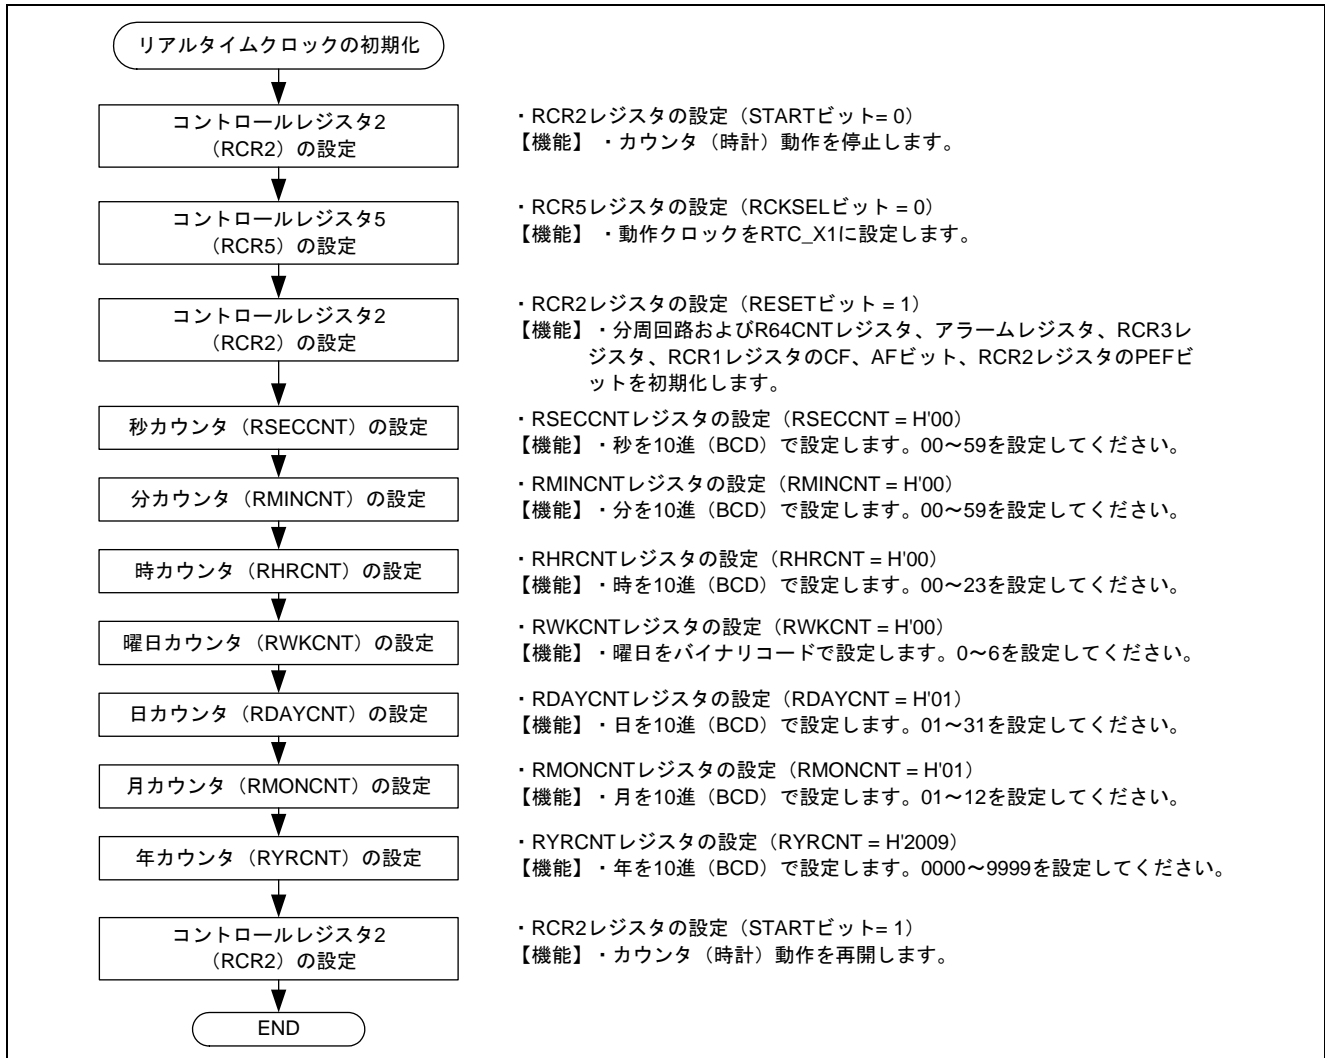 リアルタイムクロックの初期化
コントロールレジスタ2
（RCR2）の設定
・RCR2レジスタの設定（STARTビット= 0）
【機能】 ・カウンタ（時計）動作を停止します。
コントロールレジスタ5
（RCR5）の設定
・RCR5レジスタの設定（RCKSELビット = 0）
【機能】 ・動作クロックをRTC_X1に設定します。
コントロールレジスタ2
（RCR2）の設定
・RCR2レジスタの設定（RESETビット = 1）
【機能】・分周回路およびR64CNTレジスタ、アラームレジスタ、RCR3レ
ジスタ、RCR1レジスタのCF、AFビット、RCR2レジスタのPEFビ
ットを初期化します。
秒カウンタ（RSECCNT）の設定
・RSECCNTレジスタの設定（RSECCNT = H'00）
【機能】・秒を10進（BCD）で設定します。00～59を設定してください。
分カウンタ（RMINCNT）の設定
・RMINCNTレジスタの設定（RMINCNT = H'00）
【機能】・分を10進（BCD）で設定します。00～59を設定してください。
時カウンタ（RHRCNT）の設定
・RHRCNTレジスタの設定（RHRCNT = H'00）
【機能】・時を10進（BCD）で設定します。00～23を設定してください。
曜日カウンタ（RWKCNT）の設定
・RWKCNTレジスタの設定（RWKCNT = H'00）
【機能】・曜日をバイナリコードで設定します。0～6を設定してください。
日カウンタ（RDAYCNT）の設定
・RDAYCNTレジスタの設定（RDAYCNT = H'01）
【機能】・日を10進（BCD）で設定します。01～31を設定してください。
月カウンタ（RMONCNT）の設定
・RMONCNTレジスタの設定（RMONCNT = H'01）
【機能】・月を10進（BCD）で設定します。01～12を設定してください。
年カウンタ（RYRCNT）の設定
・RYRCNTレジスタの設定（RYRCNT = H'2009）
【機能】・年を10進（BCD）で設定します。0000～9999を設定してください。
コントロールレジスタ2
（RCR2）の設定
・RCR2レジスタの設定（STARTビット= 1）
【機能】・カウンタ（時計）動作を再開します。
END